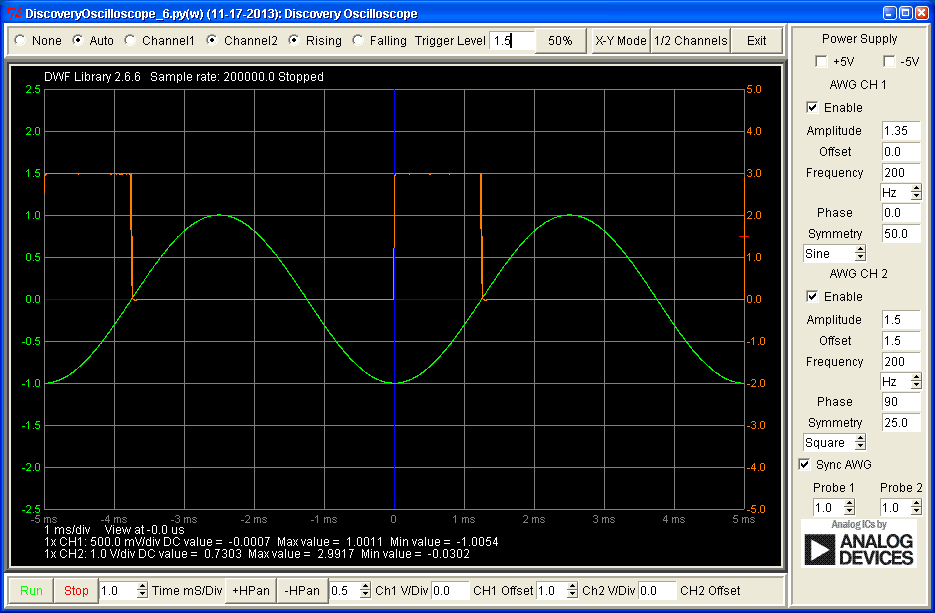 DiscoveryOscilloscope_6.py(w) (11-17-2013): Discovery Oscilloscope
None Auto Channel1 Channel2 Rising Falling Trigger Level 1.5 50% X-Y Mode 1/2 Channels Exit
DWF Library 2.6.6 Sample rate: 200000.0 Stopped
2.5
2.0
1.5
1.0
0.5
0.0
-0.5
-1.0
-1.5
-2.0
-2.5
5.0
4.0
3.0
2.0
1.0
0.0
-1.0
-2.0
-3.0
-4.0
-5.0
-5 ms -4 ms -3 ms -2 ms -1 ms 0 1 ms 2 ms 3 ms 4 ms 5 ms
1 ms/div View at -0.0 us
1x CH1: 500.0 mV/div DC value = -0.0007 Max value = 1.0011 Min value = -1.0054
1x CH2: 1.0 V/div DC value = 0.7303 Max value = 2.9917 Min value = -0.0302
Run Stop 1.0 Time mS/Div +HPan -HPan 0.5 Ch1 V/Div 0.0 CH1 Offset 1.0 Ch2 V/Div 0.0 CH2 Offset
Power Supply
+5V -5V
AWG CH 1
Enable
Amplitude 1.35
Offset 0.0
Frequency 200
Hz
Phase 0.0
Symmetry 50.0
Sine
AWG CH 2
Enable
Amplitude 1.5
Offset 1.5
Frequency 200
Hz
Phase 90
Symmetry 25.0
Square
Sync AWG
Probe 1 Probe 2
1.0 1.0
Analog ICs by
ANALOG
DEVICES